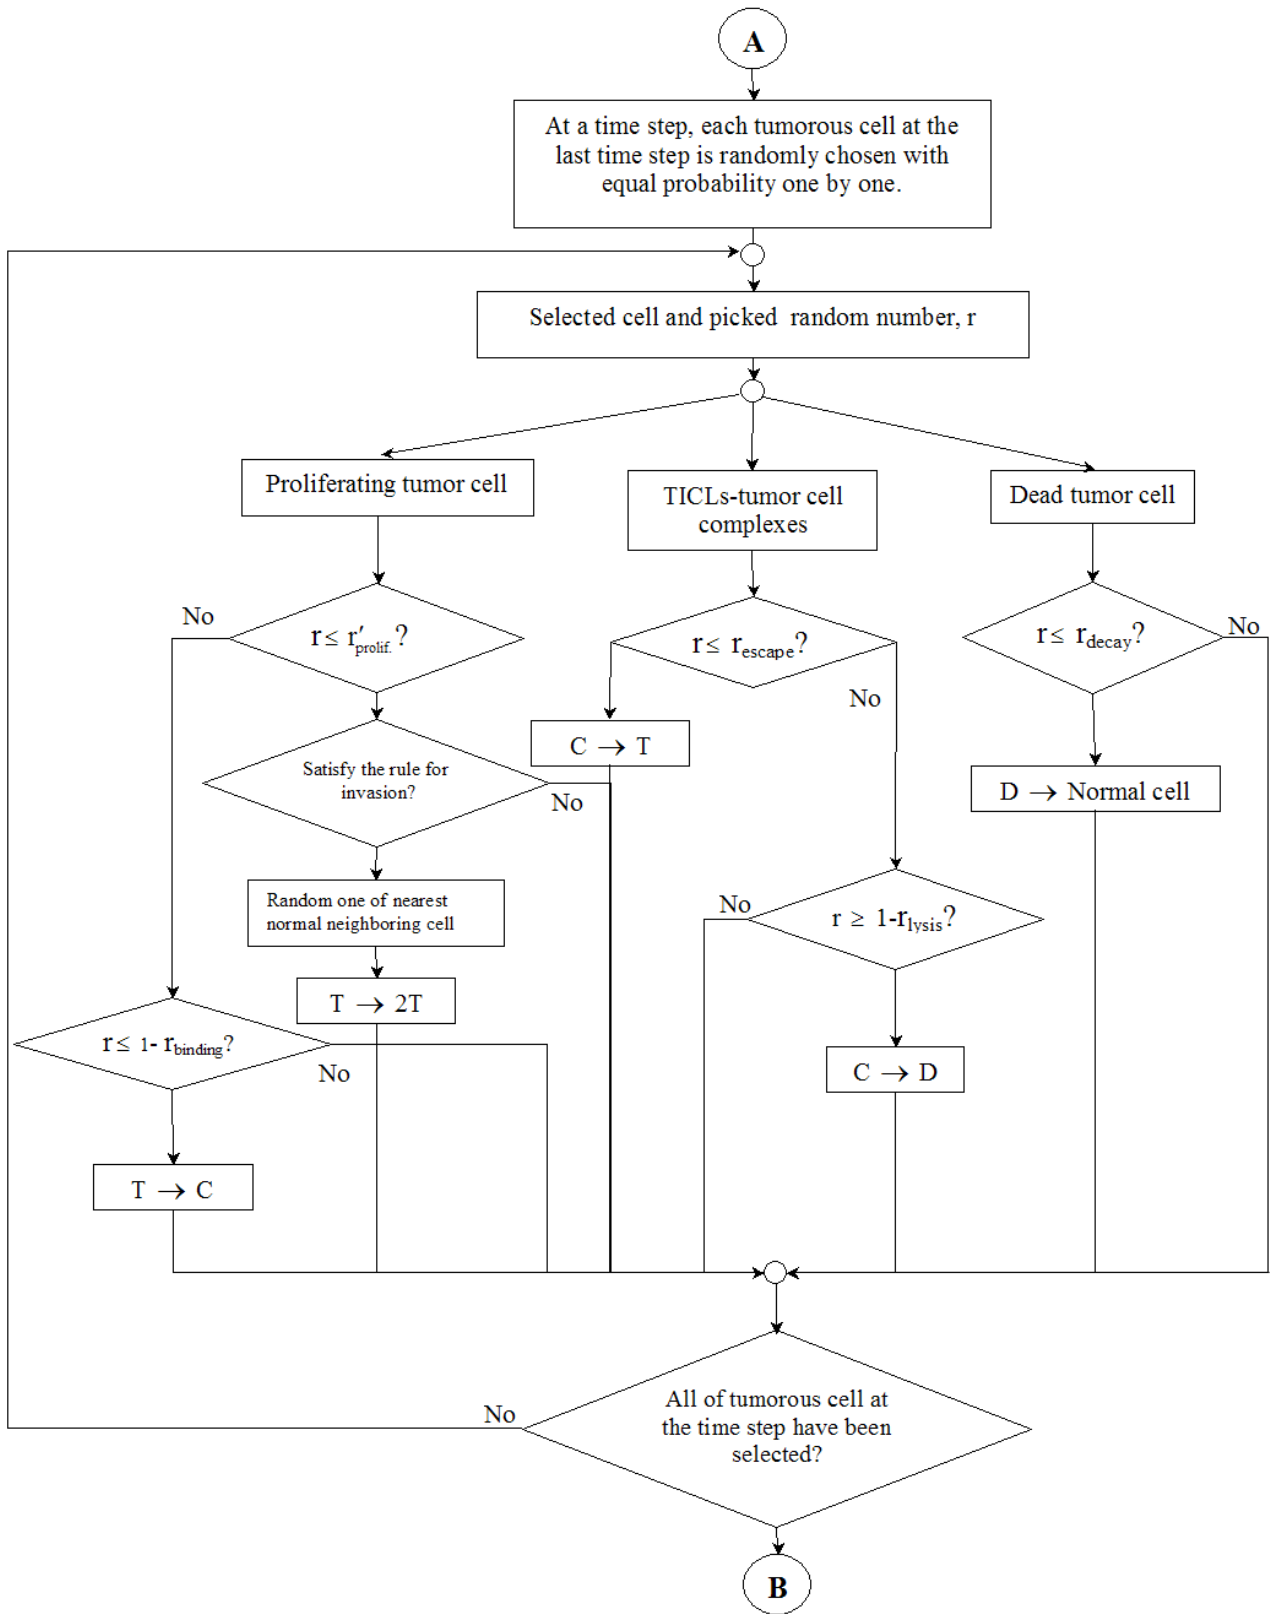 A
At a time step, each tumorous cell at the
last time step is randomly chosen with
equal probability one by one.
Selected cell and picked random number, r
Proliferating tumor cell
TICLs-tumor cell
complexes
Dead tumor cell
No
r ≤ r′prolif.?
r ≤ rescape?
No
r ≤ rdecay?
No
C → T
Satisfy the rule for
invasion?
No
D → Normal cell
Random one of nearest
normal neighboring cell
No
r ≥ 1-rlysis?
T → 2T
r ≤ 1- rbinding?
No
C → D
T → C
No
All of tumorous cell at
the time step have been
selected?
B